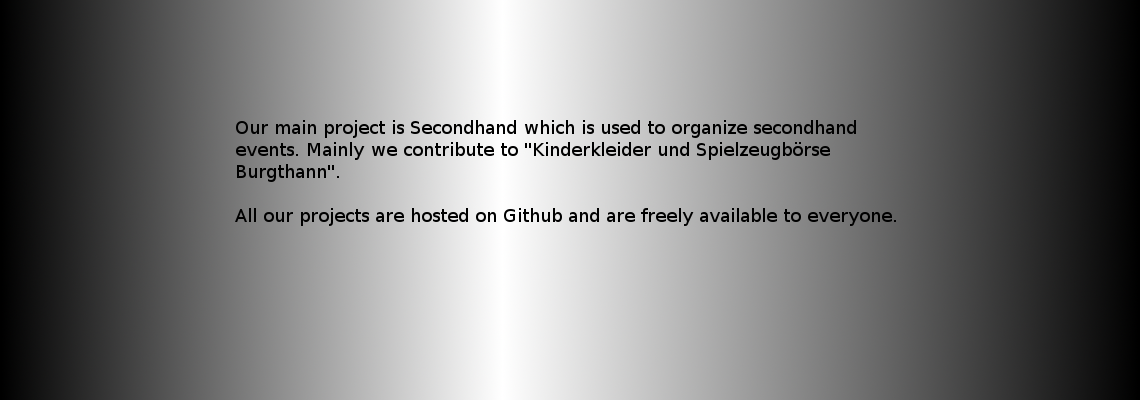 Our main project is Secondhand which is used to organize secondhand
events. Mainly we contribute to "Kinderkleider und Spielzeugbörse
Burgthann".
All our projects are hosted on Github and are freely available to everyone.